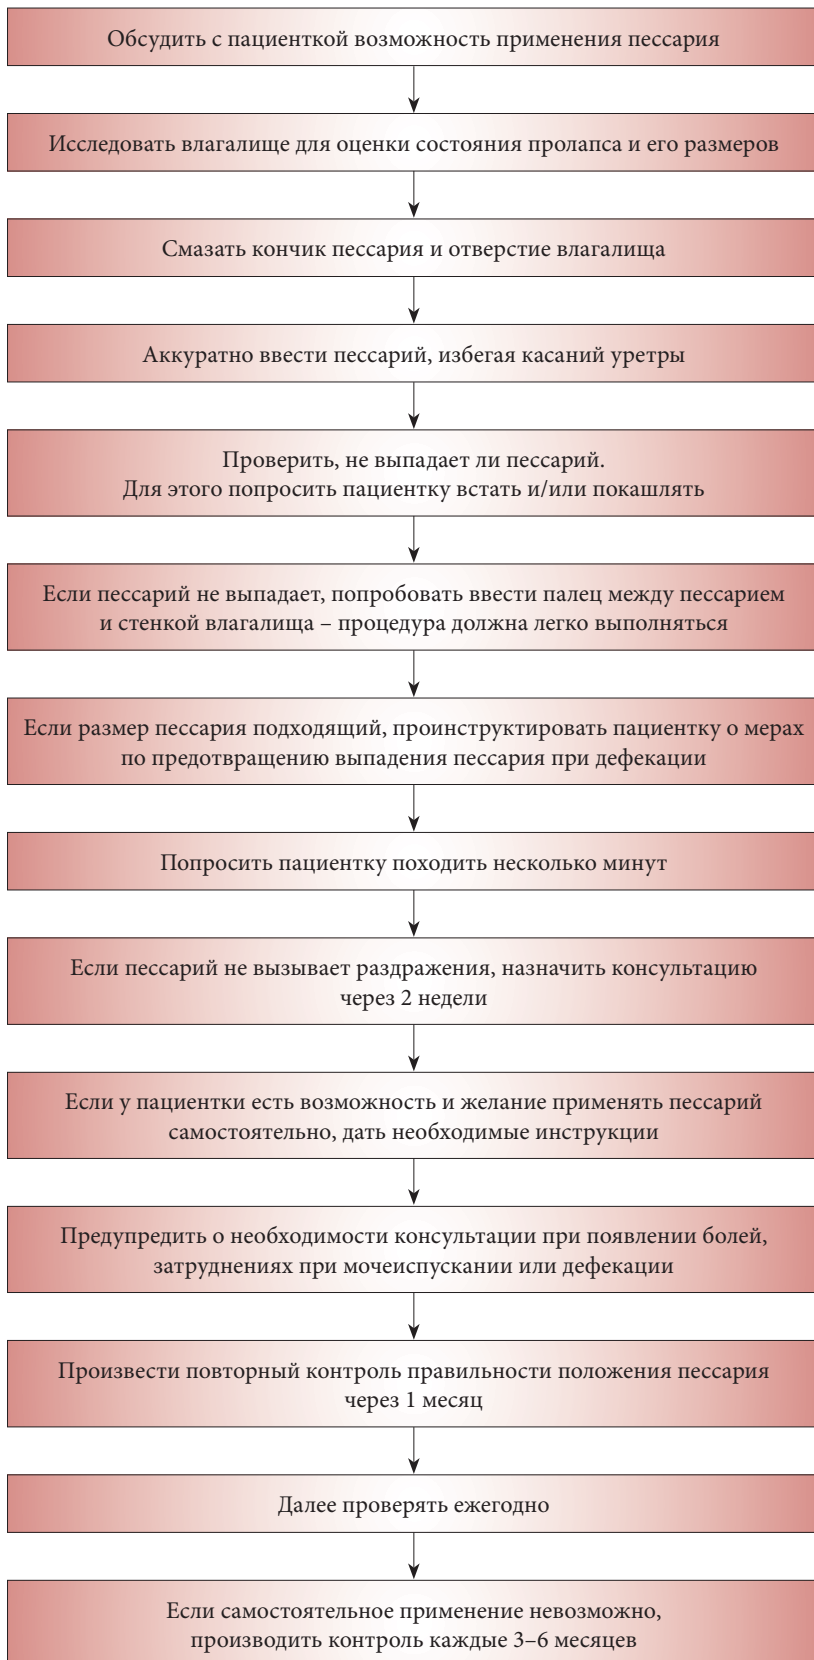 Обсудить с пациенткой возможность применения пессария
Исследовать влагалище для оценки состояния пролапса и его размеров
Смазать кончик пессария и отверстие влагалища
Аккуратно ввести пессарий, избегая касаний уретры
Проверить, не выпадает ли пессарий.
Для этого попросить пациентку встать и/или покашлять
Если пессарий не выпадает, попробовать ввести палец между пессарием
и стенкой влагалища – процедура должна легко выполняться
Если размер пессария подходящий, проинструктировать пациентку о мерах
по предотвращению выпадения пессария при дефекации
Попросить пациентку походить несколько минут
Если пессарий не вызывает раздражения, назначить консультацию
через 2 недели
Если у пациентки есть возможность и желание применять пессарий
самостоятельно, дать необходимые инструкции
Предупредить о необходимости консультации при появлении болей,
затруднениях при мочеиспускании или дефекации
Произвести повторный контроль правильности положения пессария
через 1 месяц
Далее проверять ежегодно
Если самостоятельное применение невозможно,
производить контроль каждые 3–6 месяцев